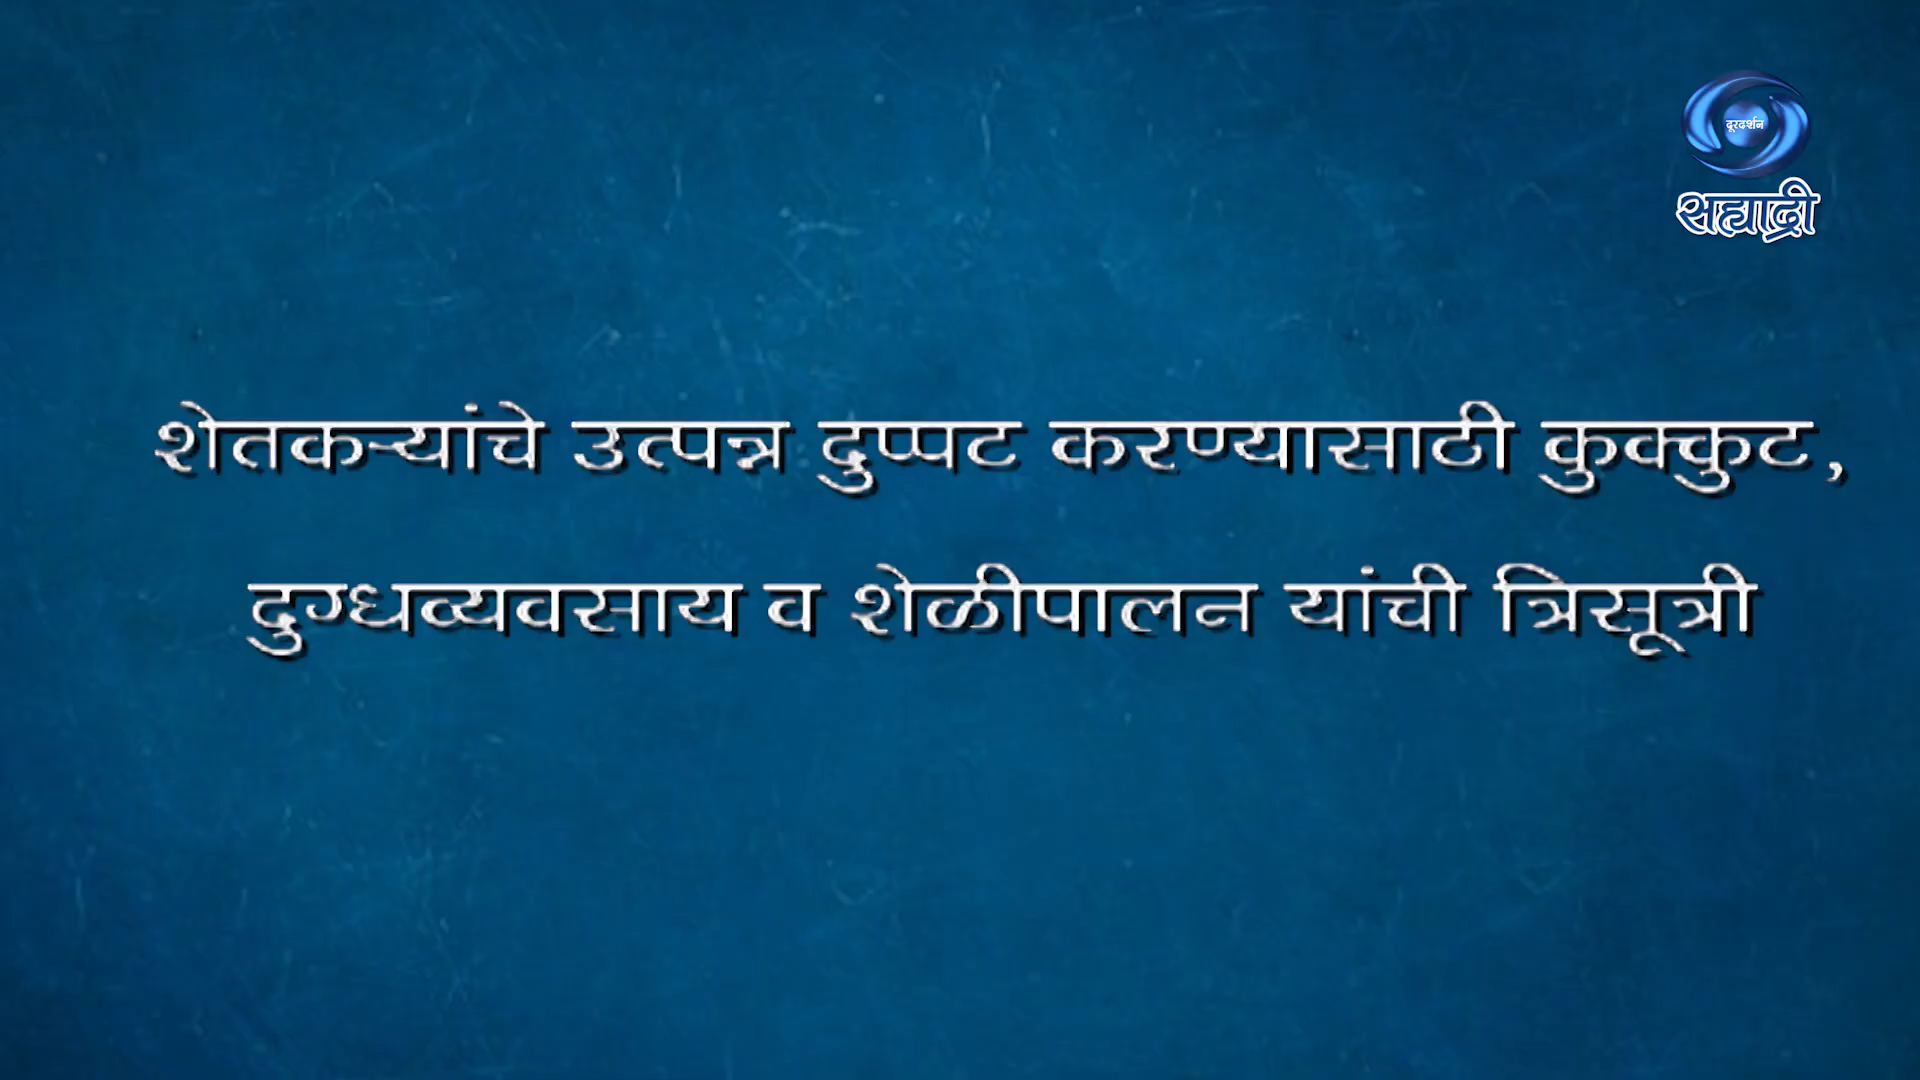 दूरदर्शन
सह्याद्री
शेतकऱ्यांचे उत्पन्न दुप्पट करण्यासाठी कुक्कुट,
दुग्धव्यवसाय व शेळीपालन यांची त्रिसूत्री